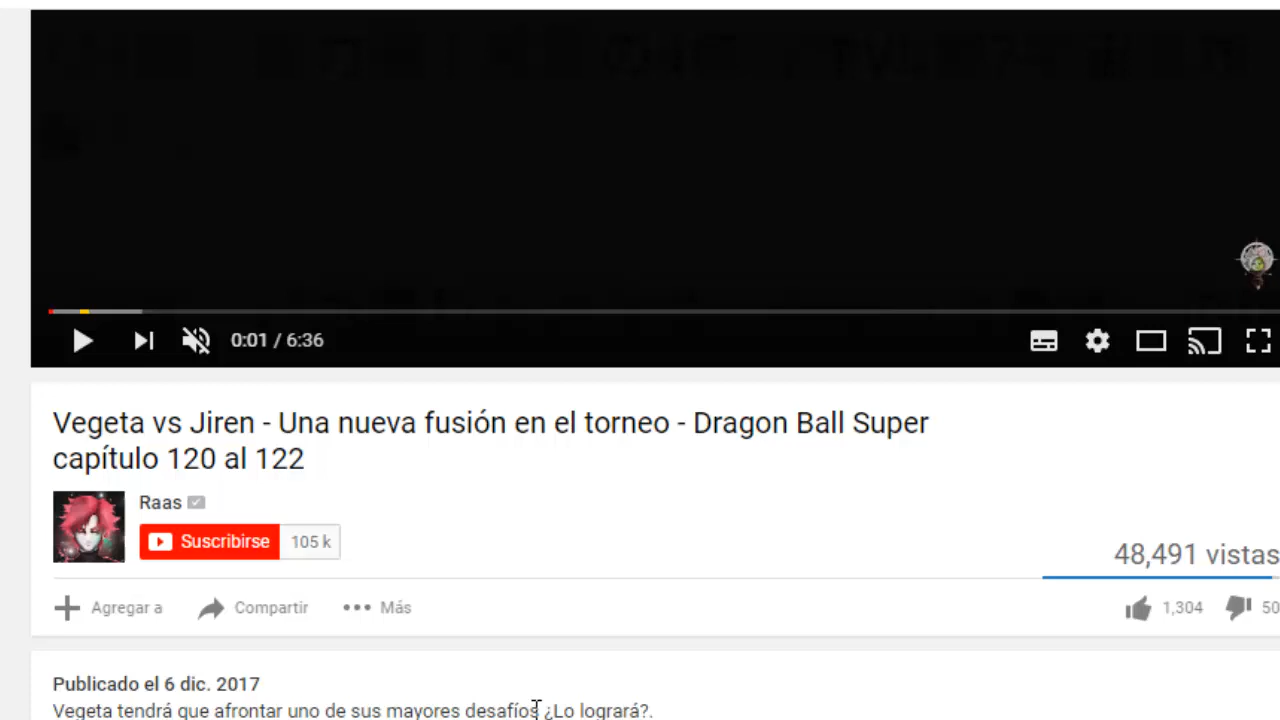 0:01 / 6:36
Vegeta vs Jiren - Una nueva fusión en el torneo - Dragon Ball Super
capítulo 120 al 122
Raas
Suscribirse 105 k
48,491 vistas
Agregar a Compartir Más 1,304 50
Publicado el 6 dic. 2017
Vegeta tendrá que afrontar uno de sus mayores desafíos ¿Lo logrará?.